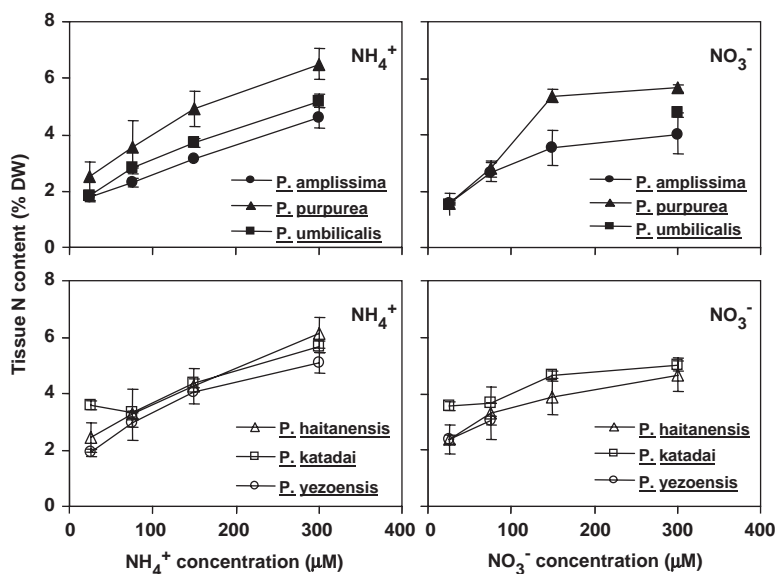 Tissue N content (% DW)
8
6
4
2
0
NH₄⁺
P. amplissima
P. purpurea
P. umbilicalis
NO₃⁻
P. amplissima
P. purpurea
P. umbilicalis
8
6
4
2
0
NH₄⁺
P. haitanensis
P. katadai
P. yezoensis
NO₃⁻
P. haitanensis
P. katadai
P. yezoensis
0 100 200 300 400
0 100 200 300 400
NH₄⁺ concentration (μM)
NO₃⁻ concentration (μM)